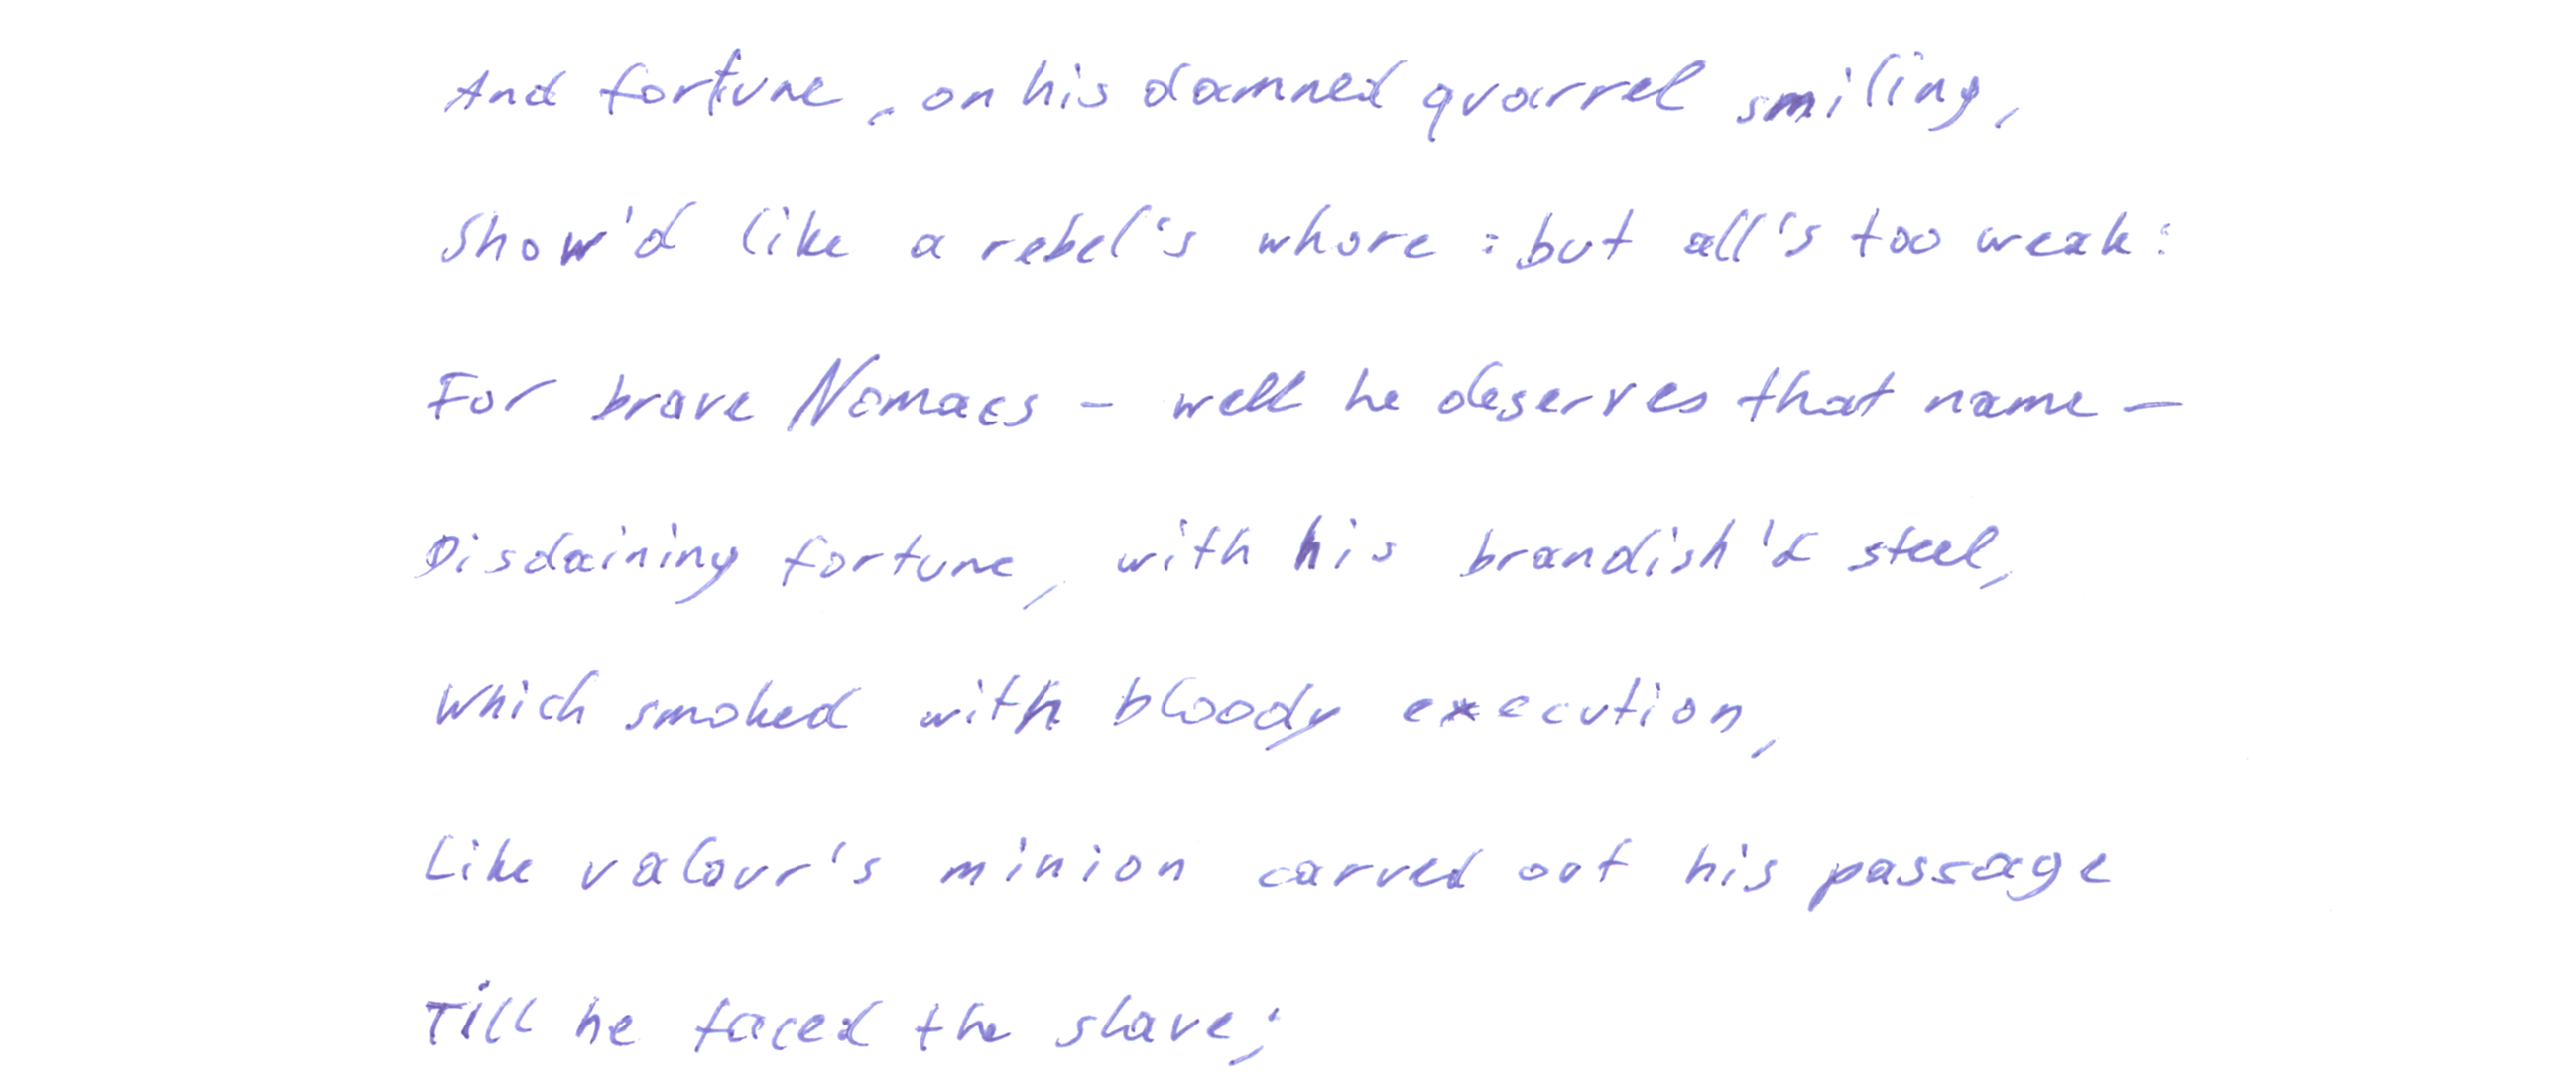 And fortune, on his damned quarrel smiling,
Show'd like a rebel's whore : but all's too weak :
For brave Nomaes - well he deserves that name -
Disdaining fortune, with his brandish'd steel,
Which smoked with bloody execution,
Like valour's minion carved out his passage
Till he faced the slave;